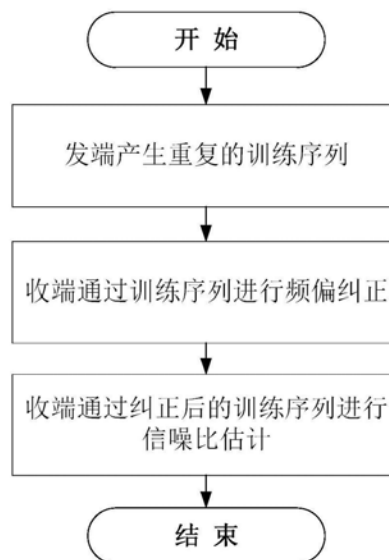 开 始
发端产生重复的训练序列
收端通过训练序列进行频偏纠正
收端通过纠正后的训练序列进行
信噪比估计
结 束